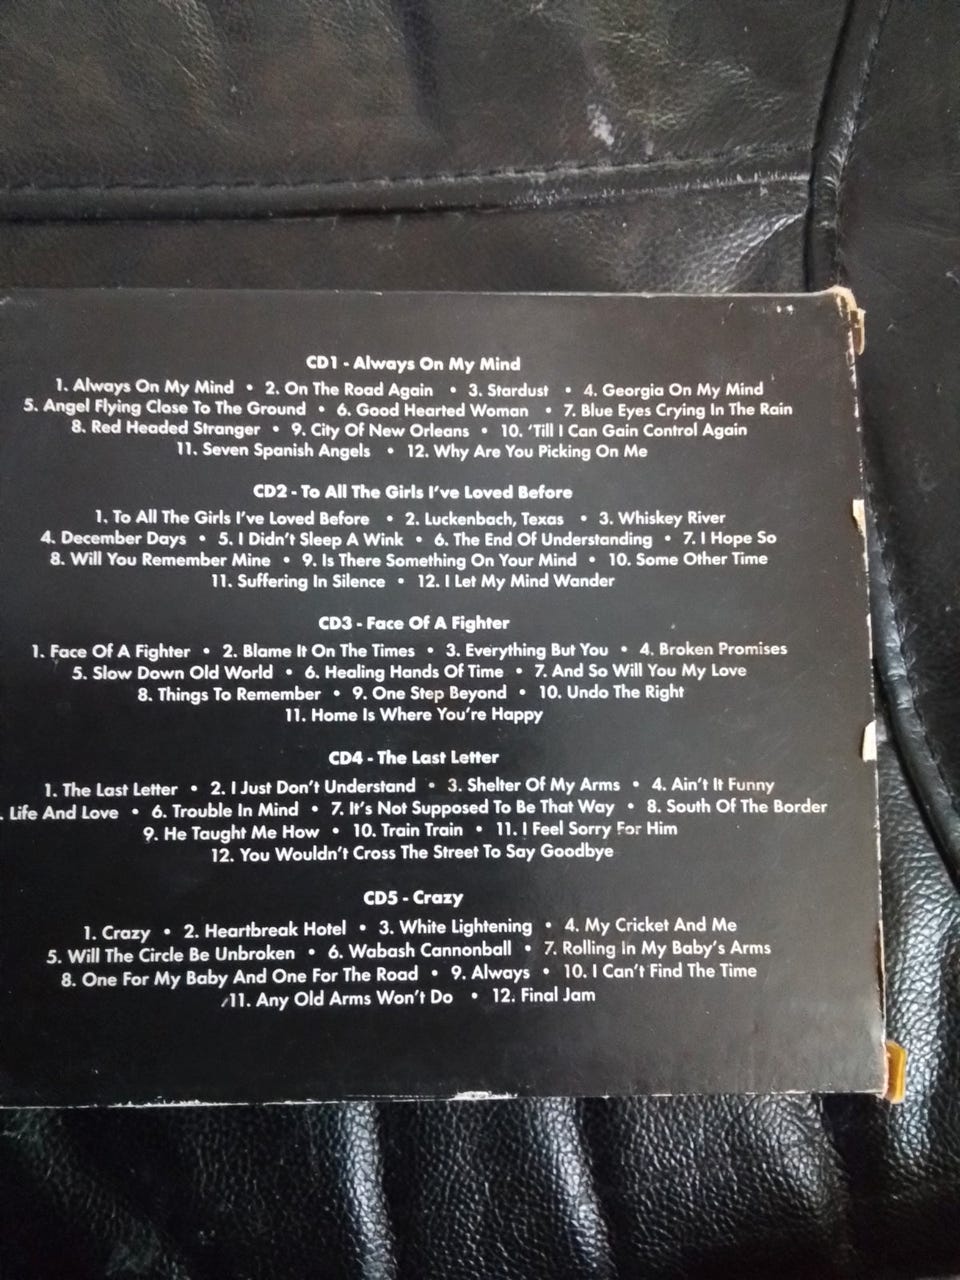 CD1 - Always On My Mind
1. Always On My Mind • 2. On The Road Again • 3. Stardust • 4. Georgia On My Mind
5. Angel Flying Close To The Ground • 6. Good Hearted Woman • 7. Blue Eyes Crying In The Rain
8. Red Headed Stranger • 9. City Of New Orleans • 10. 'Till I Can Gain Control Again
11. Seven Spanish Angels • 12. Why Are You Picking On Me
CD2 - To All The Girls I've Loved Before
1. To All The Girls I've Loved Before • 2. Luckenbach, Texas • 3. Whiskey River
4. December Days • 5. I Didn't Sleep A Wink • 6. The End Of Understanding • 7. I Hope So
8. Will You Remember Mine • 9. Is There Something On Your Mind • 10. Some Other Time
11. Suffering In Silence • 12. I Let My Mind Wander
CD3 - Face Of A Fighter
1. Face Of A Fighter • 2. Blame It On The Times • 3. Everything But You • 4. Broken Promises
5. Slow Down Old World • 6. Healing Hands Of Time • 7. And So Will You My Love
8. Things To Remember • 9. One Step Beyond • 10. Undo The Right
11. Home Is Where You're Happy
CD4 - The Last Letter
1. The Last Letter • 2. I Just Don't Understand • 3. Shelter Of My Arms • 4. Ain't It Funny
. Life And Love • 6. Trouble In Mind • 7. It's Not Supposed To Be That Way • 8. South Of The Border
9. He Taught Me How • 10. Train Train • 11. I Feel Sorry For Him
12. You Wouldn't Cross The Street To Say Goodbye
CD5 - Crazy
1. Crazy • 2. Heartbreak Hotel • 3. White Lightening • 4. My Cricket And Me
5. Will The Circle Be Unbroken • 6. Wabash Cannonball • 7. Rolling In My Baby's Arms
8. One For My Baby And One For The Road • 9. Always • 10. I Can't Find The Time
11. Any Old Arms Won't Do • 12. Final Jam